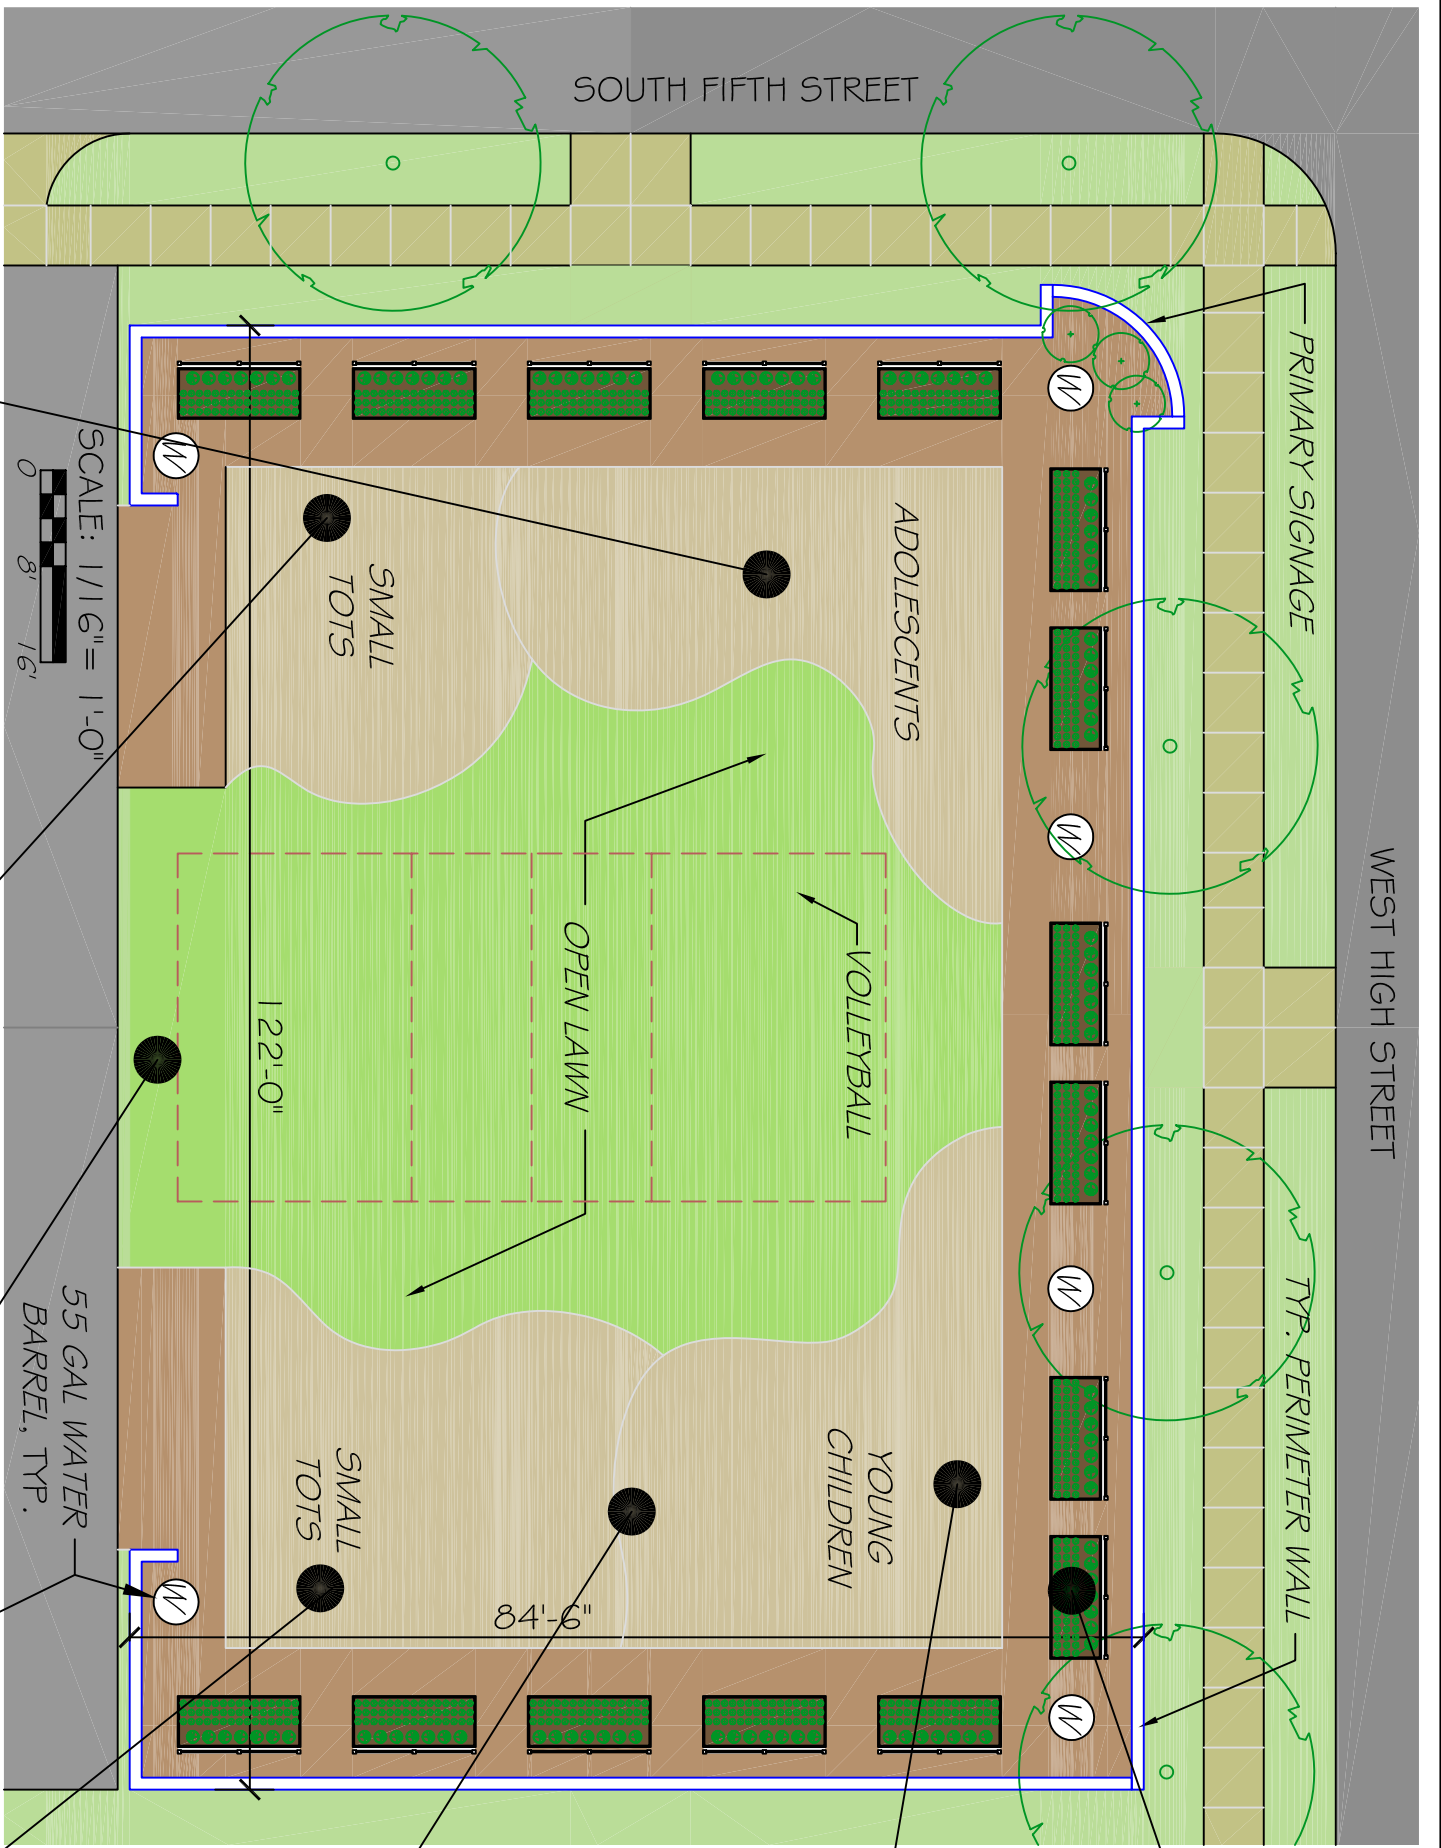 SOUTH FIFTH STREET
WEST HIGH STREET
PRIMARY SIGNAGE
W
W
SCALE: 1/16"= 1'-0"
0 8' 16'
SMALL
TOTS
ADOLESCENTS
W
VOLLEYBALL
OPEN LAWN
122'-0"
W
TYP. PERIMETER WALL
55 GAL WATER
BARREL, TYP.
YOUNG
CHILDREN
SMALL
TOTS
84'-6"
W
W